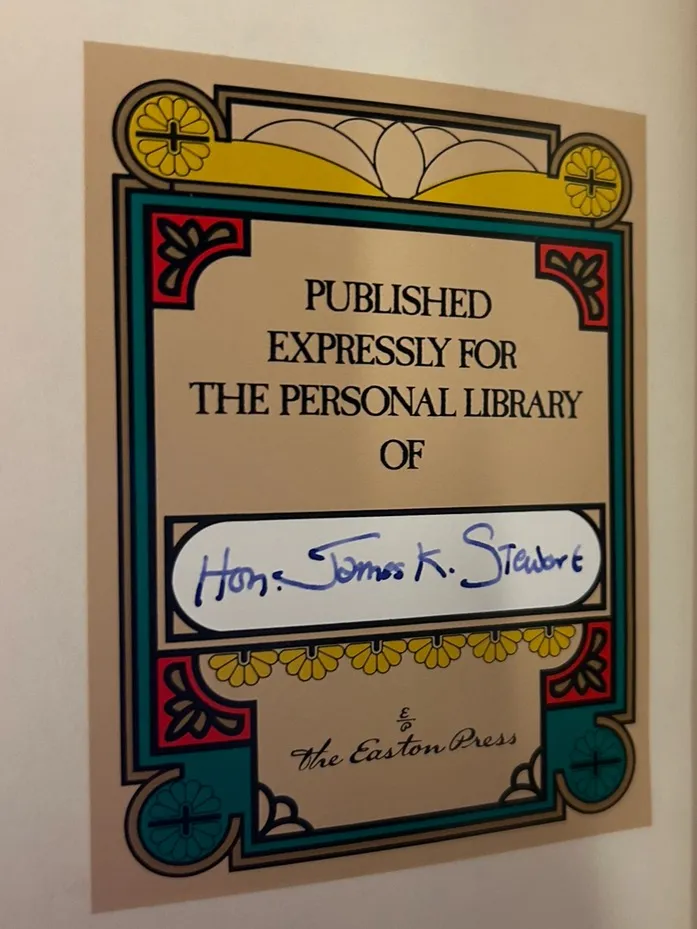 PUBLISHED
EXPRESSLY FOR
THE PERSONAL LIBRARY
OF
Hon. James K. Stewart
E
P
The Easton Press